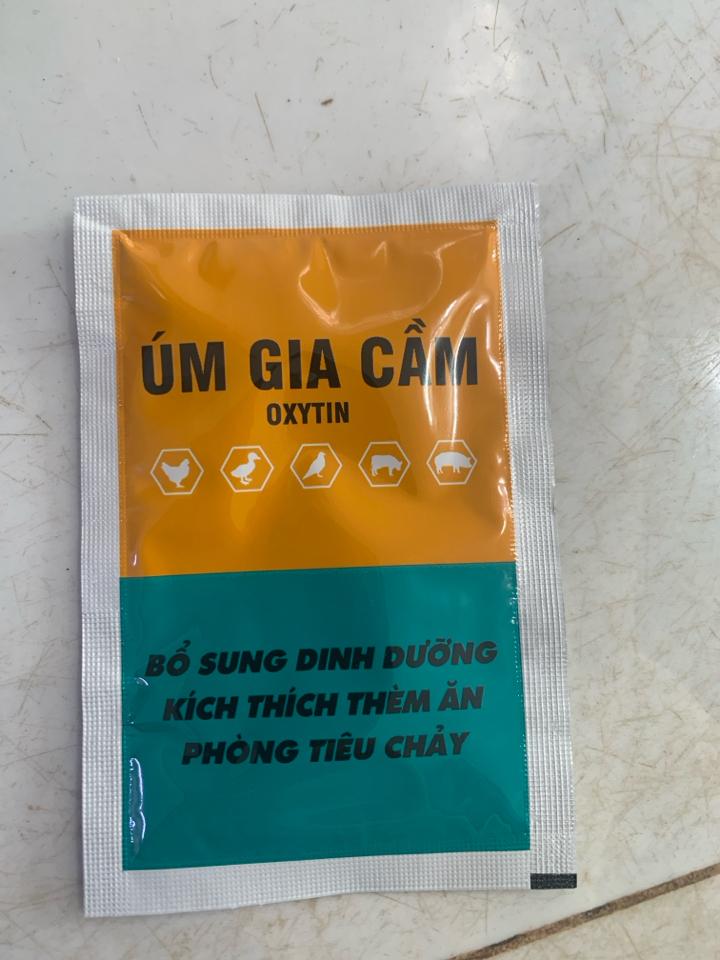 ÚM GIA CẦM
OXYTIN
BỔ SUNG DINH DƯỠNG
KÍCH THÍCH THÈM ĂN
PHÒNG TIÊU CHẢY